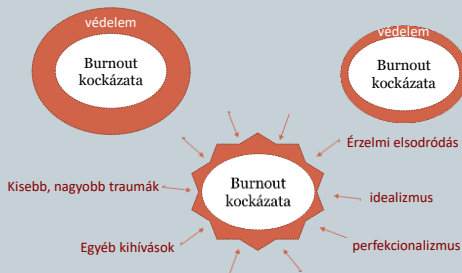 védelem
Burnout
kockázata
védelem
Burnout
kockázata
Érzelmi elsodródás
Kisebb, nagyobb traumák
Burnout
kockázata
idealizmus
Egyéb kihívások
perfekcionalizmus